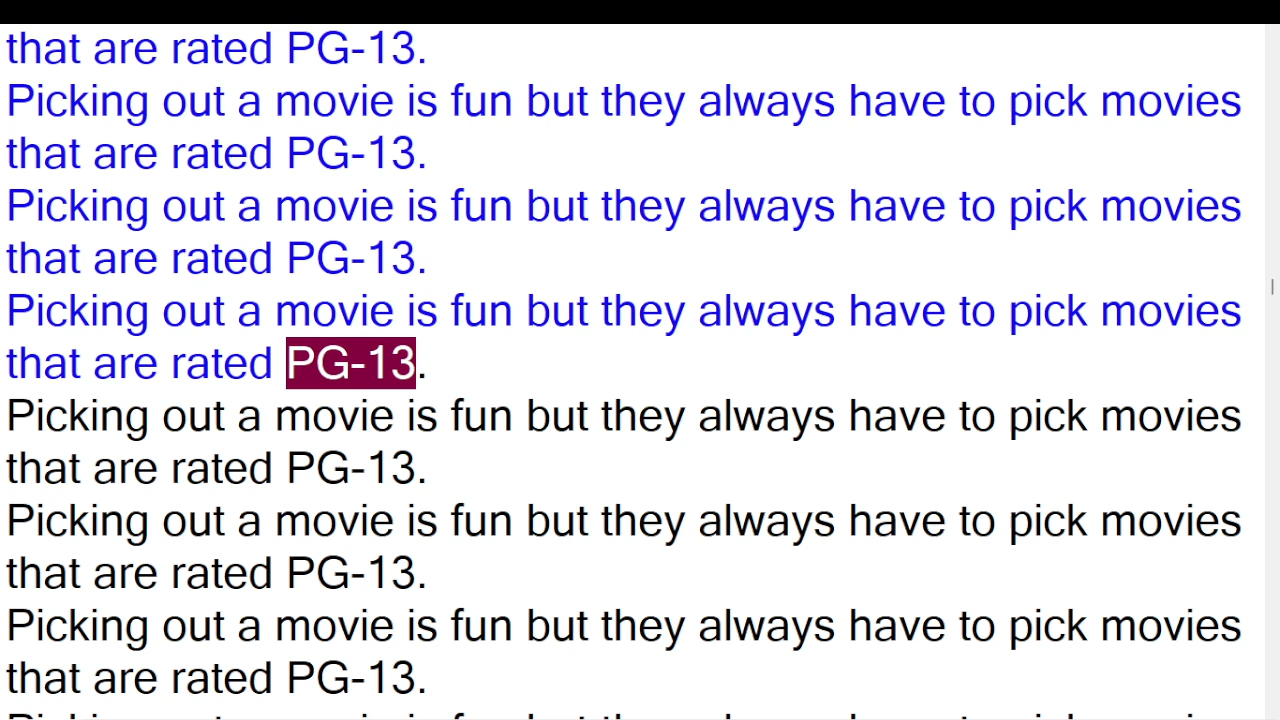 that are rated PG-13.
Picking out a movie is fun but they always have to pick movies
that are rated PG-13.
Picking out a movie is fun but they always have to pick movies
that are rated PG-13.
Picking out a movie is fun but they always have to pick movies
that are rated PG-13.
Picking out a movie is fun but they always have to pick movies
that are rated PG-13.
Picking out a movie is fun but they always have to pick movies
that are rated PG-13.
Picking out a movie is fun but they always have to pick movies
that are rated PG-13.